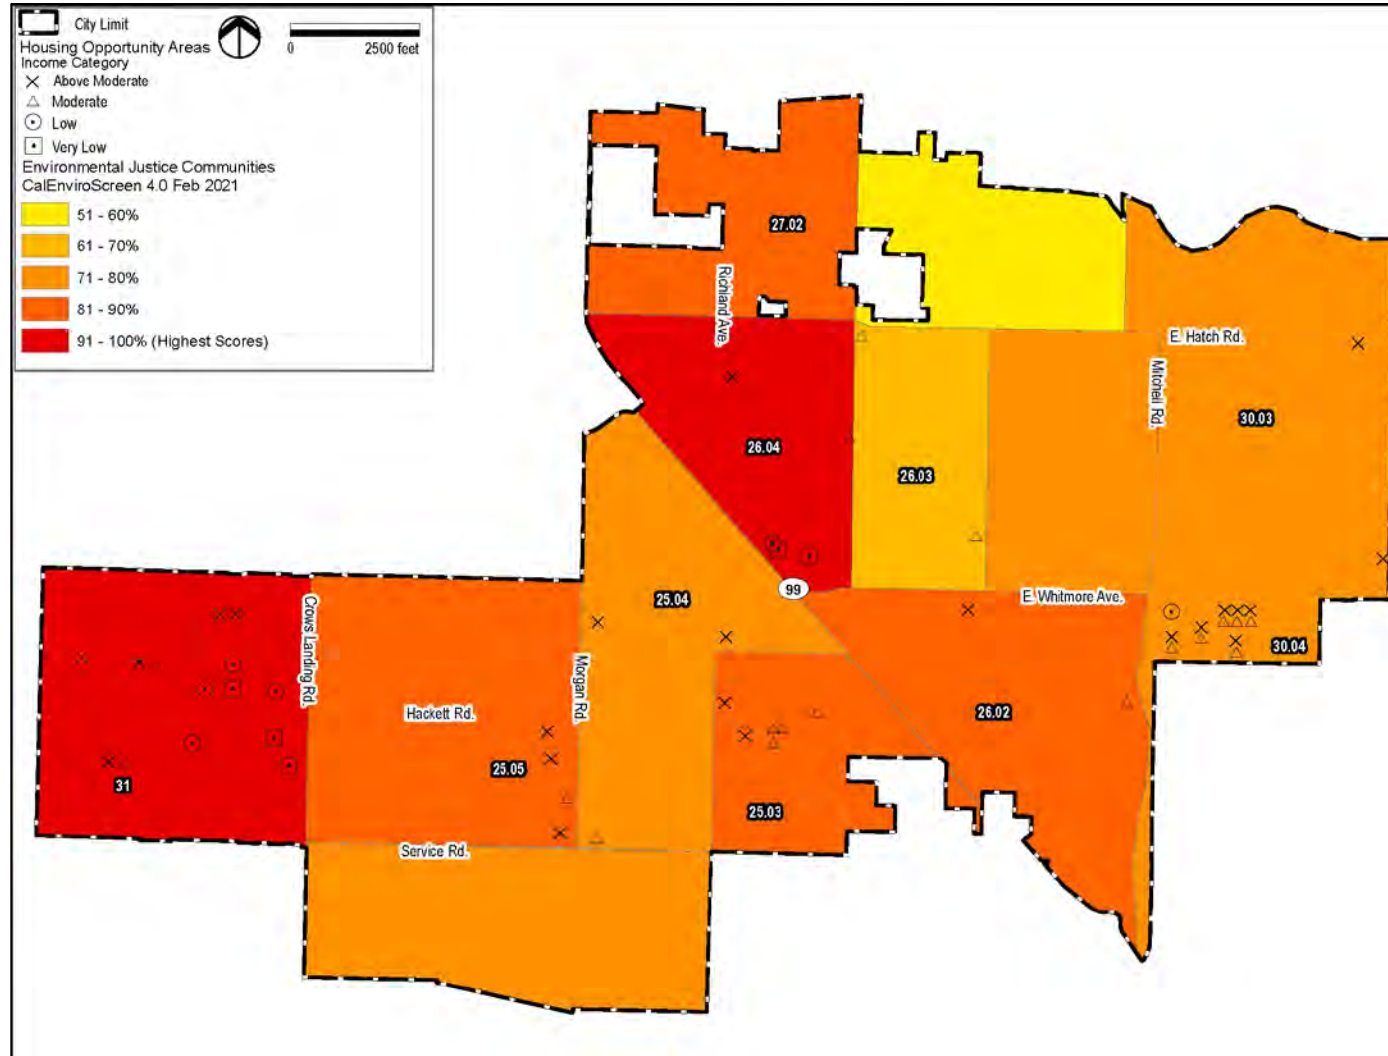 City Limit
Housing Opportunity Areas
Income Category
Above Moderate
Moderate
Low
Very Low
Environmental Justice Communities
CalEnviroScreen 4.0 Feb 2021
51 - 60%
61 - 70%
71 - 80%
81 - 90%
91 - 100% (Highest Scores)
0 2500 feet
27.02
Richland Ave.
E. Hatch Rd.
Mitchell Rd.
30.03
26.04
26.03
99
E. Whitmore Ave.
25.04
Crows Landing Rd.
Morgan Rd.
30.04
Hackett Rd.
26.02
25.05
31
25.03
Service Rd.